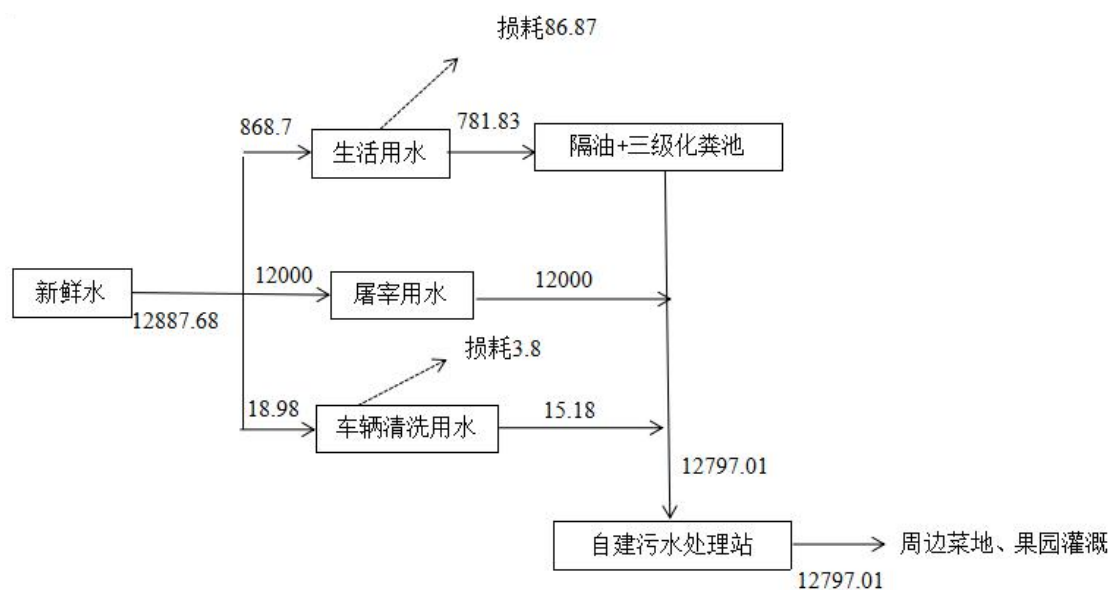 损耗86.87
868.7
生活用水
781.83
隔油+三级化粪池
新鲜水
12887.68
12000
屠宰用水
12000
损耗3.8
18.98
车辆清洗用水
15.18
12797.01
自建污水处理站
12797.01
周边菜地、果园灌溉